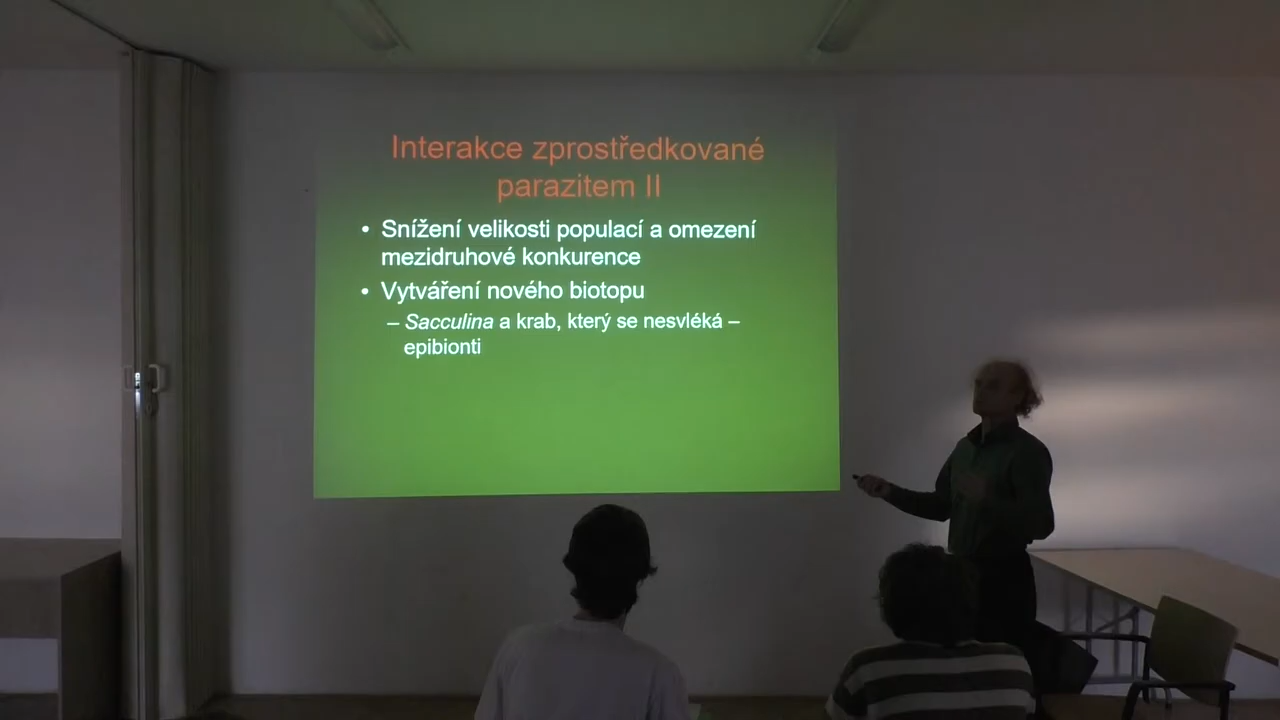 Interakce zprostředkované
parazitem II
• Snížení velikosti populací a omezení
mezidruhové konkurence
• Vytváření nového biotopu
– Sacculina a krab, který se nesvléká –
epibionti